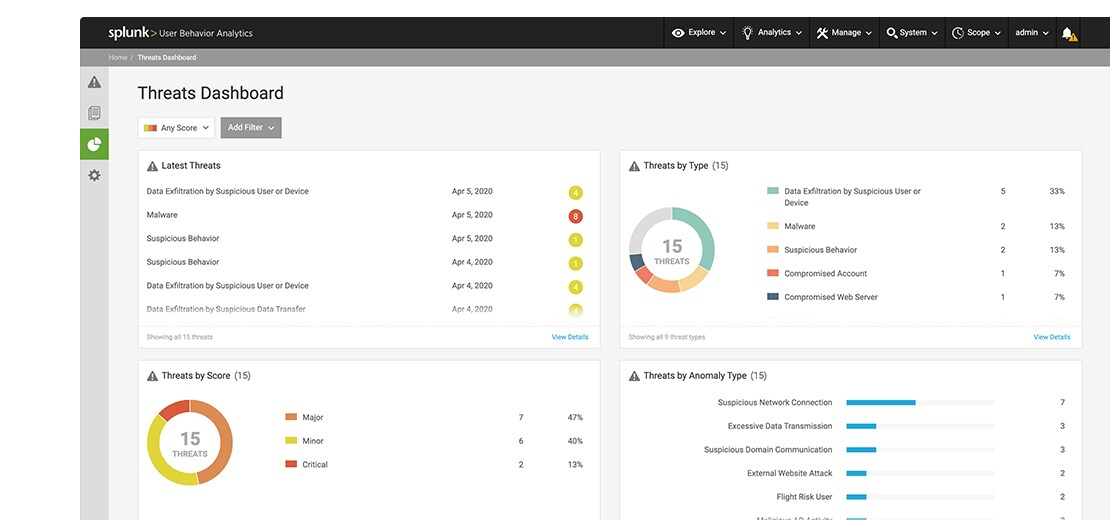 splunk> User Behavior Analytics
Explore
Analytics
Manage
System
Scope
admin
Home / Threats Dashboard
Threats Dashboard
Any Score
Add Filter
Latest Threats
Data Exfiltration by Suspicious User or Device Apr 5, 2020 4
Malware Apr 5, 2020 8
Suspicious Behavior Apr 5, 2020 1
Suspicious Behavior Apr 4, 2020 1
Data Exfiltration by Suspicious User or Device Apr 4, 2020 4
Data Exfiltration by Suspicious Data Transfer Apr 4, 2020 4
Showing all 15 threats View Details
Threats by Type (15)
15
THREATS
Data Exfiltration by Suspicious User or 5 33%
Device
Malware 2 13%
Suspicious Behavior 2 13%
Compromised Account 1 7%
Compromised Web Server 1 7%
Showing all 9 threat types View Details
Threats by Score (15)
15
THREATS
Major 7 47%
Minor 6 40%
Critical 2 13%
Threats by Anomaly Type (15)
Suspicious Network Connection 7
Excessive Data Transmission 3
Suspicious Domain Communication 3
External Website Attack 2
Flight Risk User 2
Malicious AD Activity 2